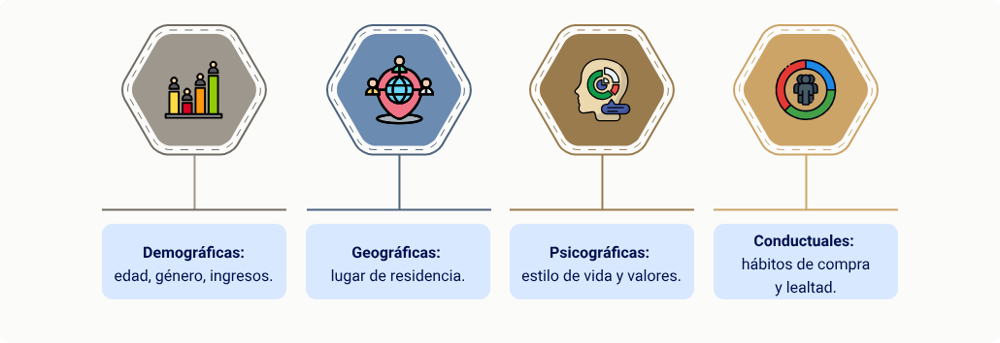 Demográficas:
edad, género, ingresos.
Geográficas:
lugar de residencia.
Psicográficas:
estilo de vida y valores.
Conductuales:
hábitos de compra
y lealtad.